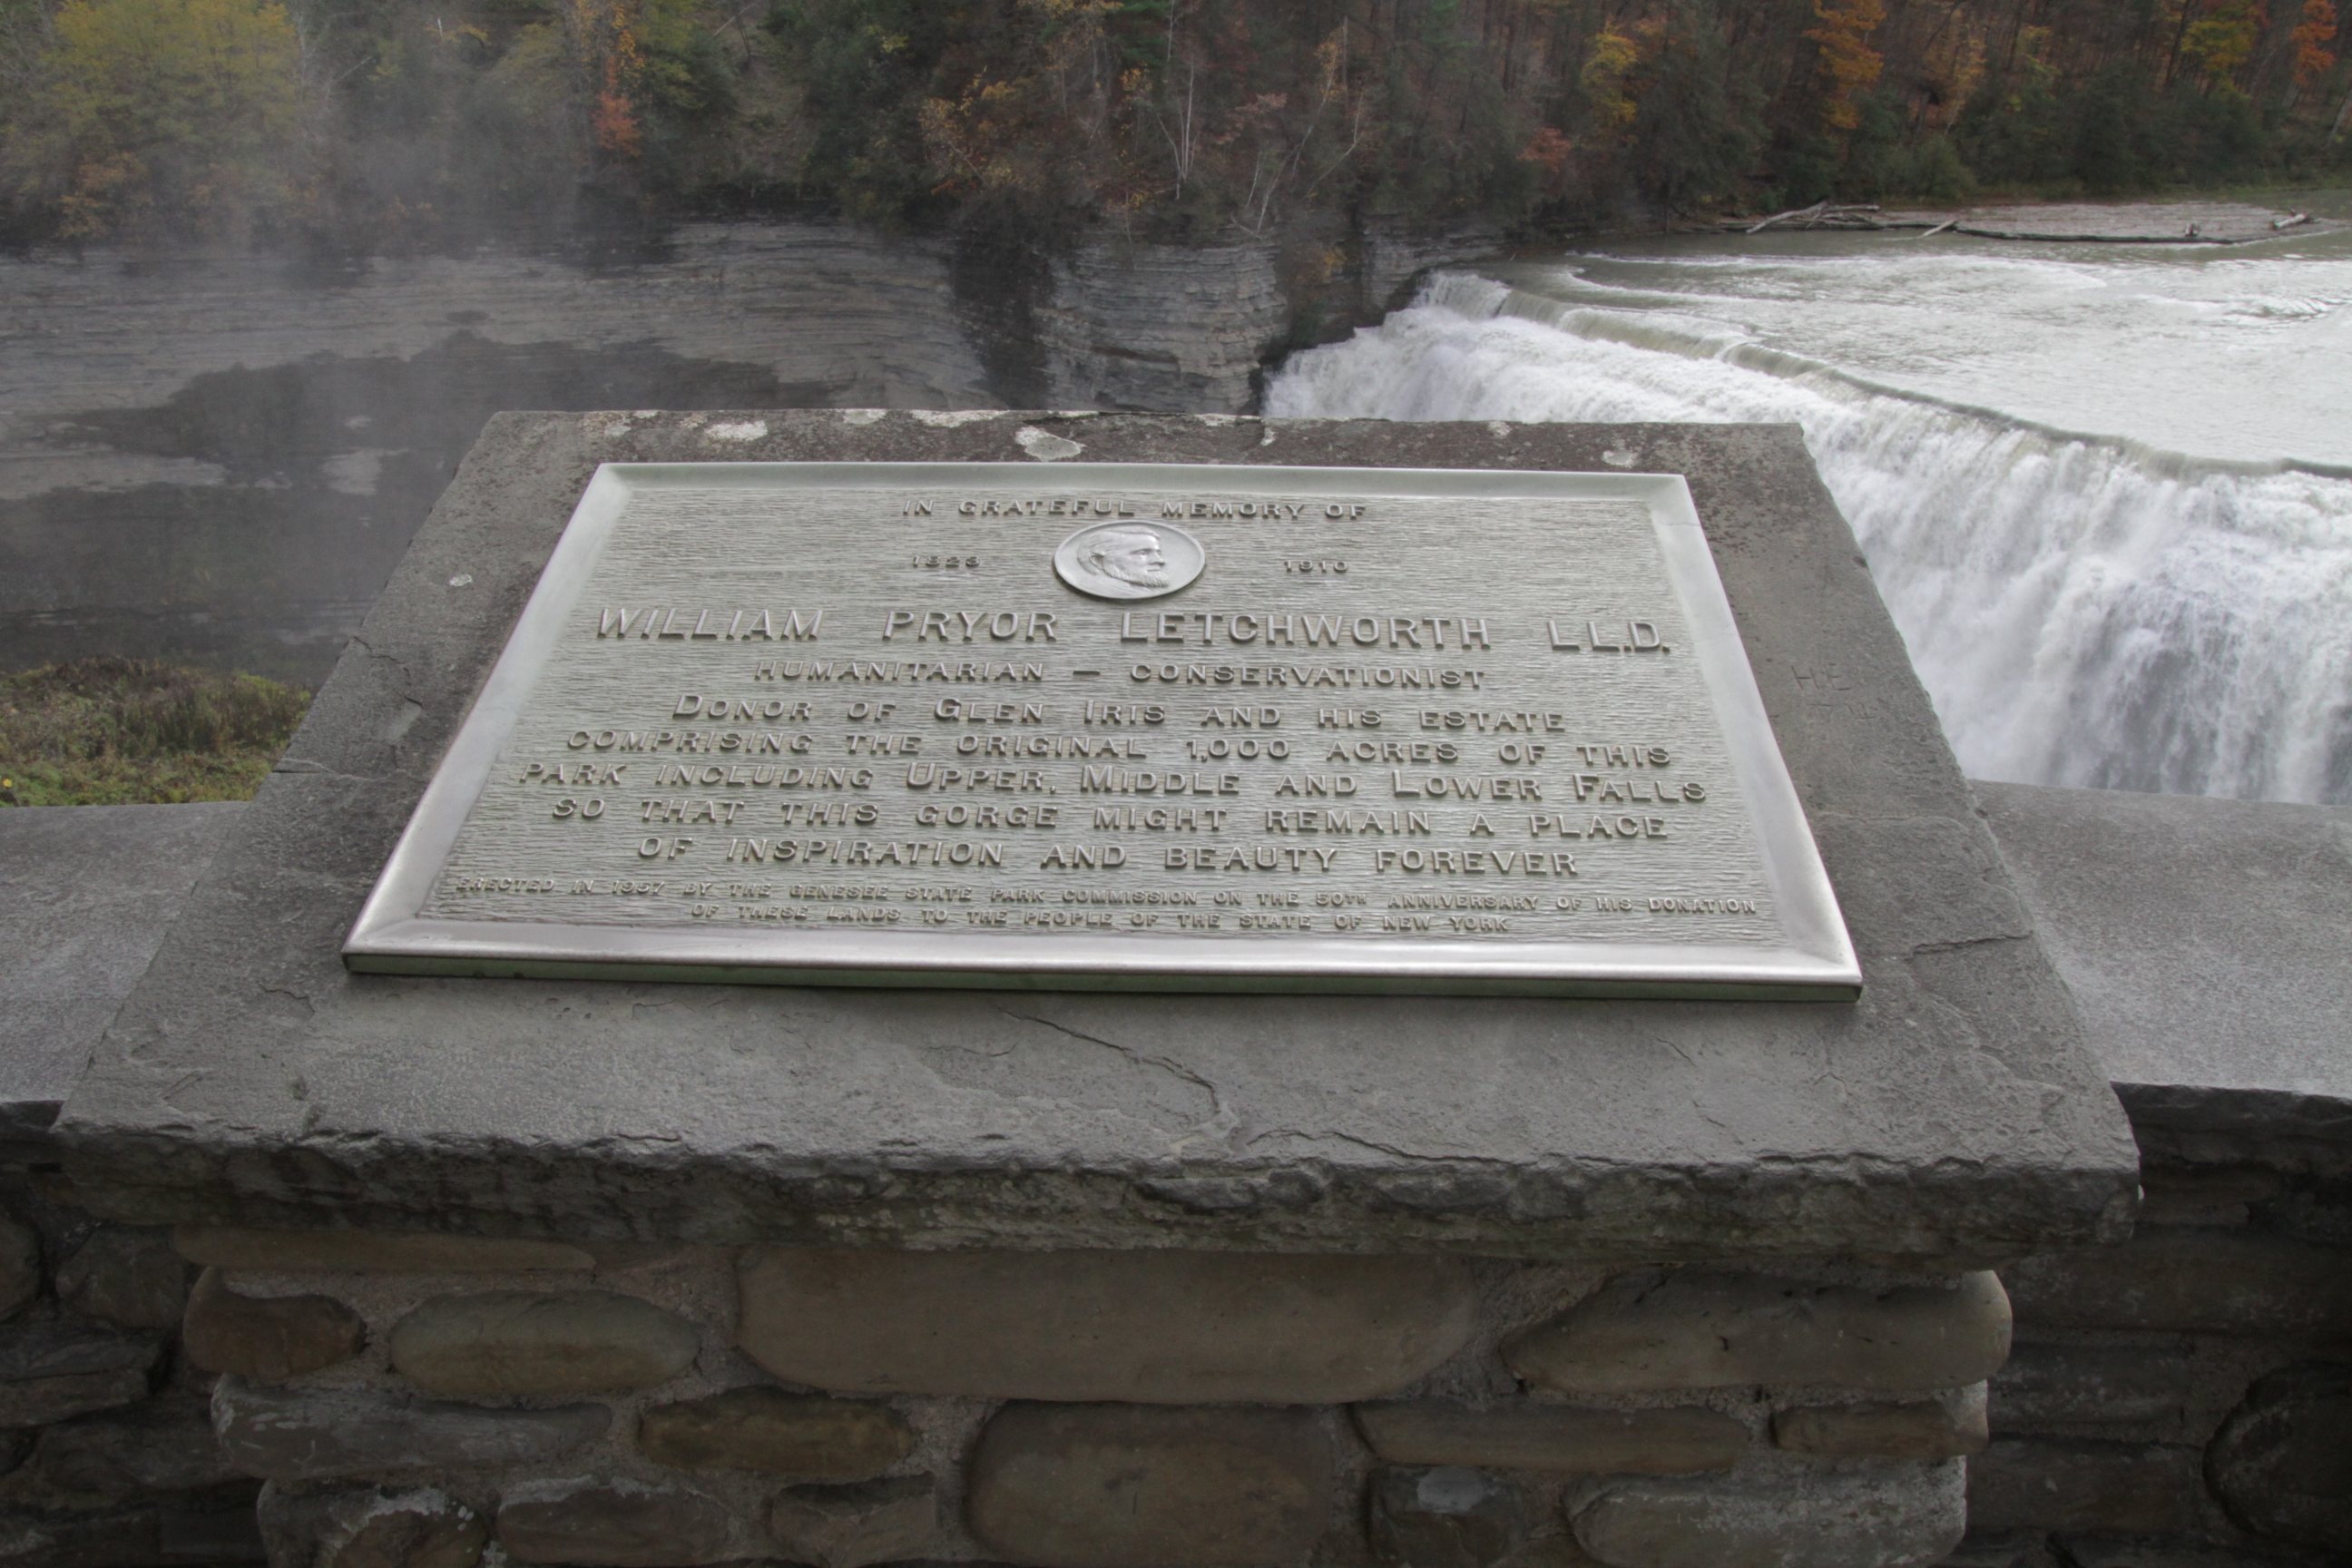 IN GRATEFUL MEMORY OF
1823 1910
WILLIAM PRYOR LETCHWORTH LL.D.
HUMANITARIAN — CONSERVATIONIST
DONOR OF GLEN IRIS AND HIS ESTATE
COMPRISING THE ORIGINAL 1,000 ACRES OF THIS
PARK INCLUDING UPPER, MIDDLE AND LOWER FALLS
SO THAT THIS GORGE MIGHT REMAIN A PLACE
OF INSPIRATION AND BEAUTY FOREVER
ERECTED IN 1957 BY THE GENESEE STATE PARK COMMISSION ON THE 50TH ANNIVERSARY OF HIS DONATION
OF THESE LANDS TO THE PEOPLE OF THE STATE OF NEW YORK